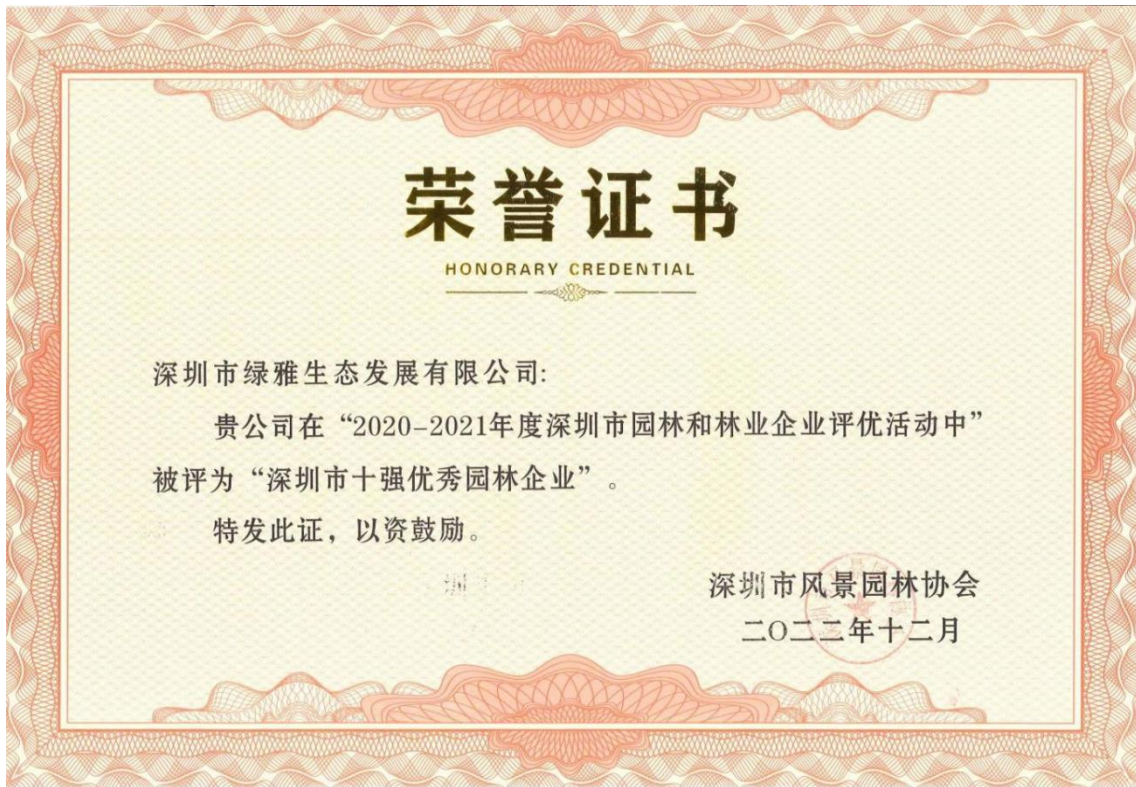 荣誉证书
HONORARY CREDENTIAL
深圳市绿雅生态发展有限公司:
贵公司在“2020-2021年度深圳市园林和林业企业评优活动中”
被评为“深圳市十强优秀园林企业”。
特发此证，以资鼓励。
深圳市风景园林协会
二〇二二年十二月